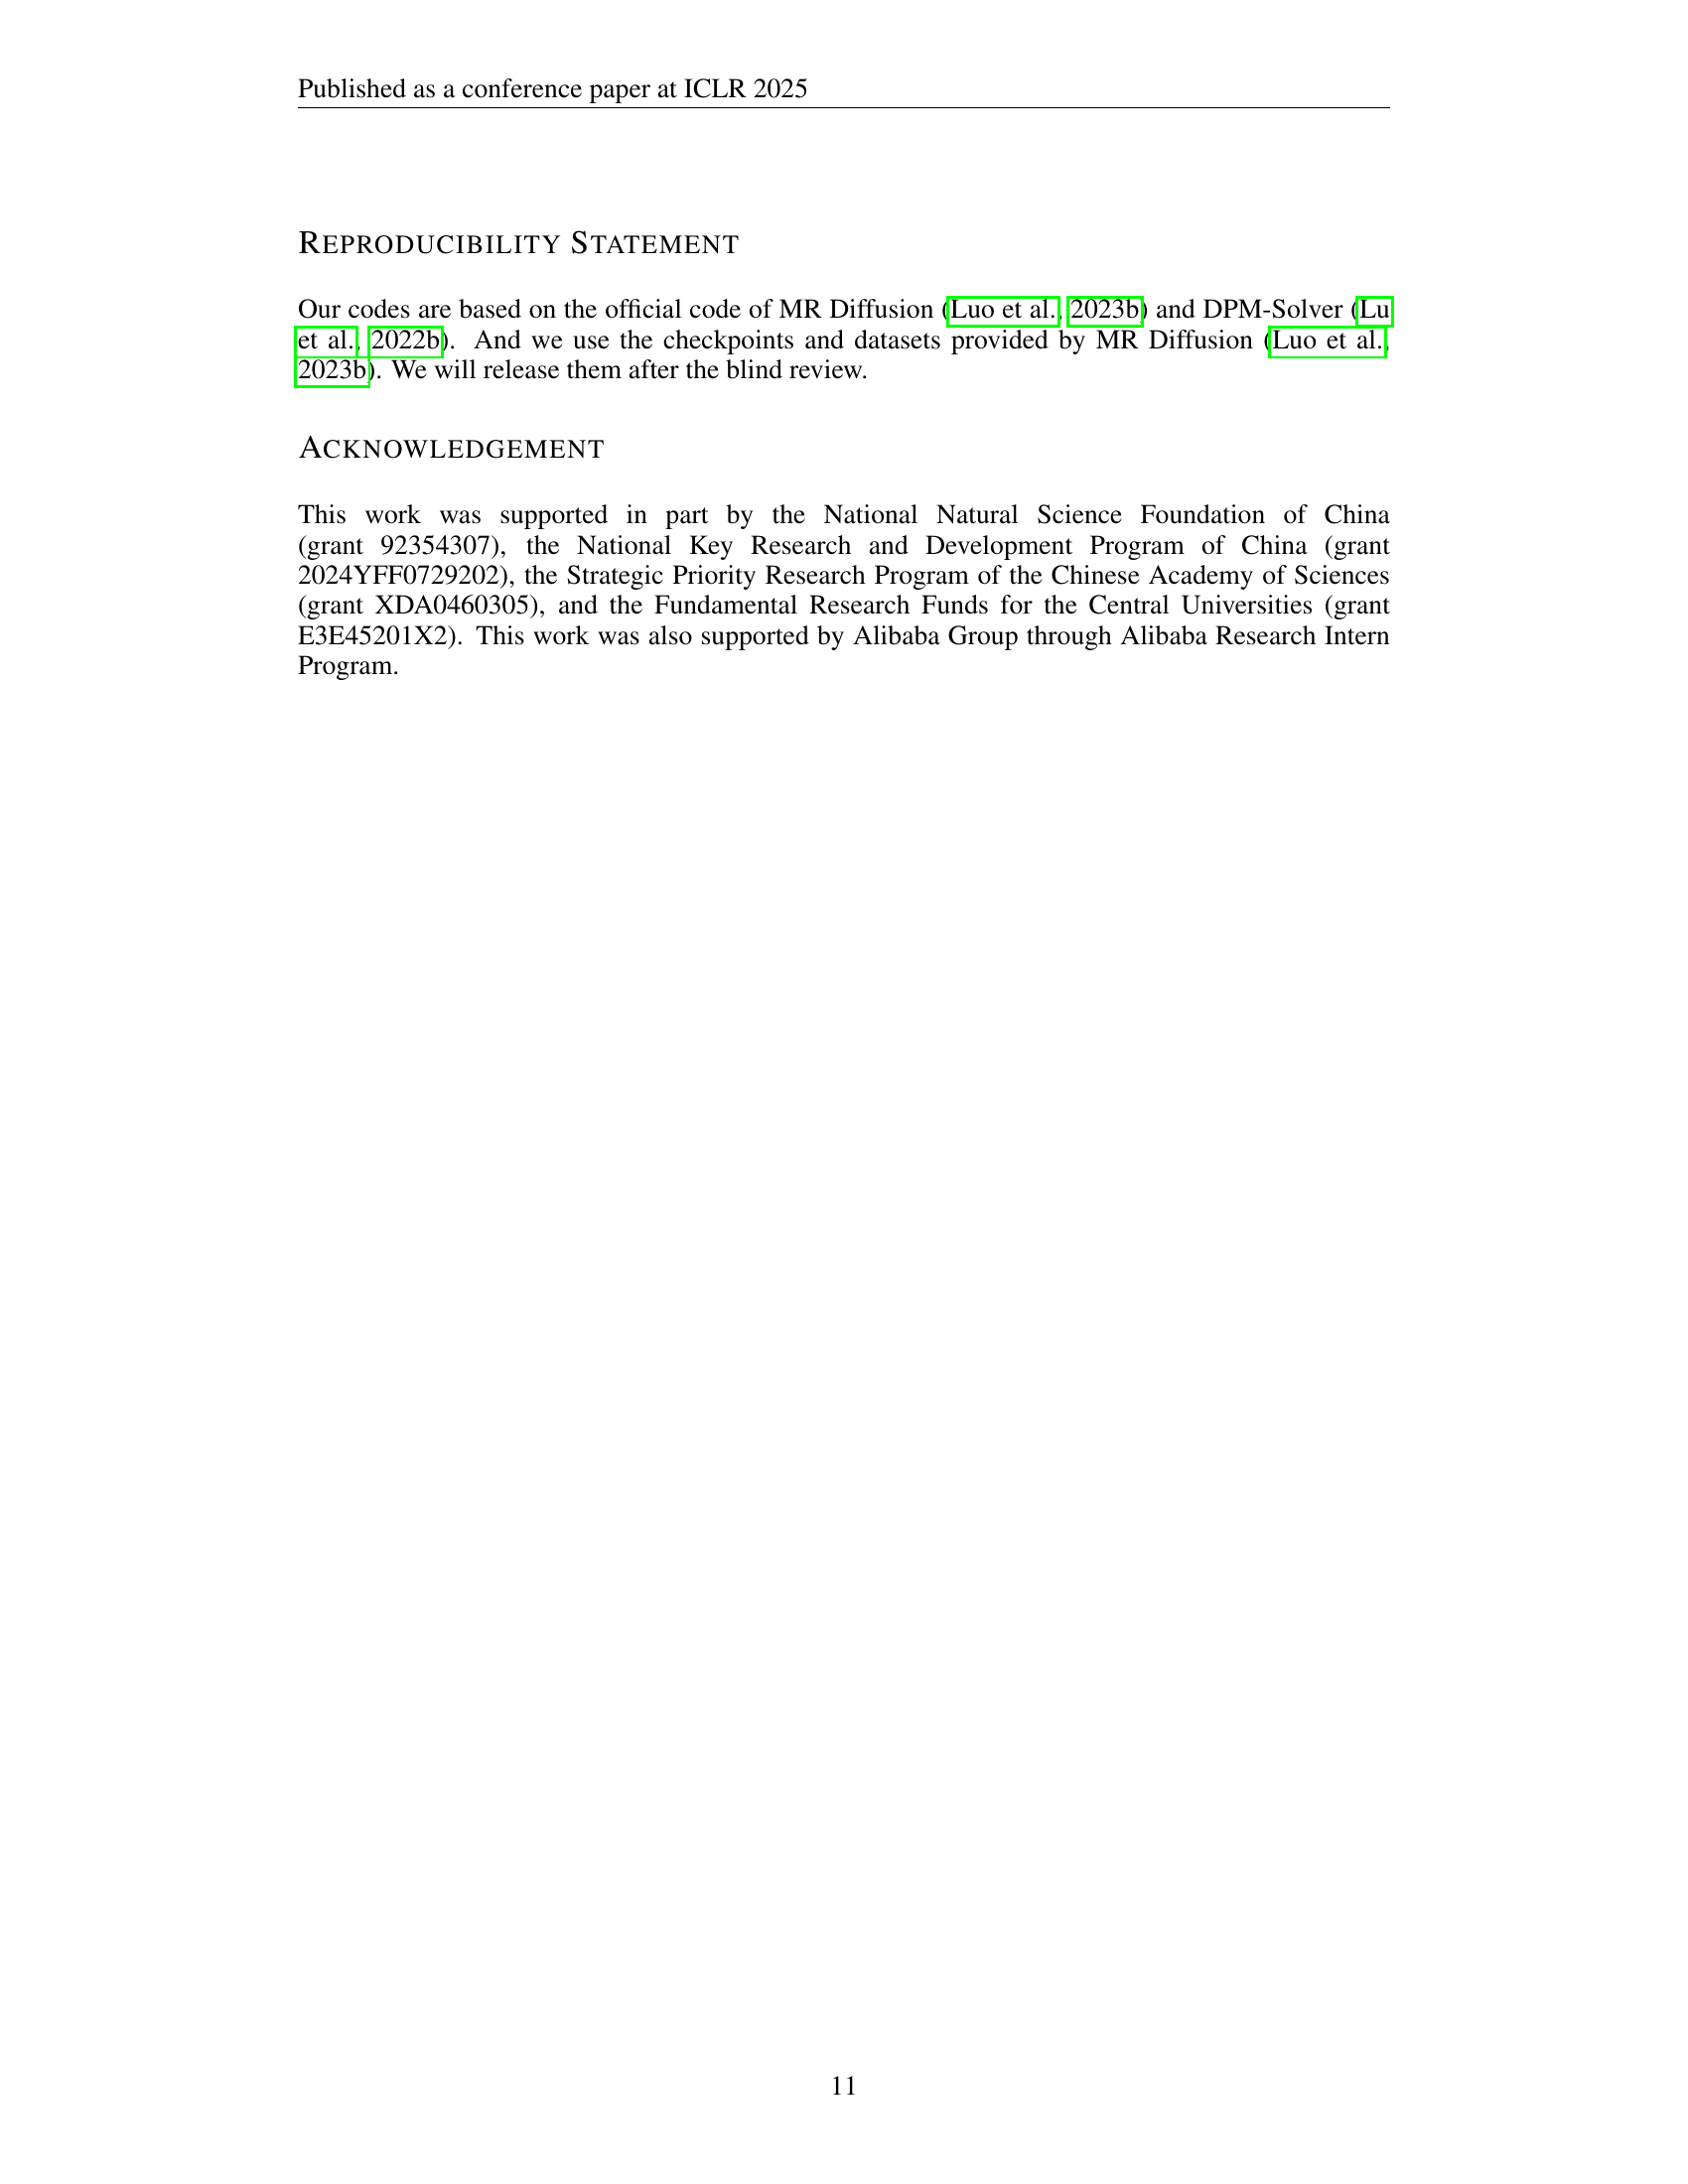 Published as a conference paper at ICLR 2025
REPRODUCIBILITY STATEMENT
Our codes are based on the official code of MR Diffusion (Luo et al., 2023b) and DPM-Solver (Lu
et al., 2022b). And we use the checkpoints and datasets provided by MR Diffusion (Luo et al.,
2023b). We will release them after the blind review.
ACKNOWLEDGEMENT
This work was supported in part by the National Natural Science Foundation of China
(grant 92354307), the National Key Research and Development Program of China (grant
2024YFF0729202), the Strategic Priority Research Program of the Chinese Academy of Sciences
(grant XDA0460305), and the Fundamental Research Funds for the Central Universities (grant
E3E45201X2). This work was also supported by Alibaba Group through Alibaba Research Intern
Program.
11